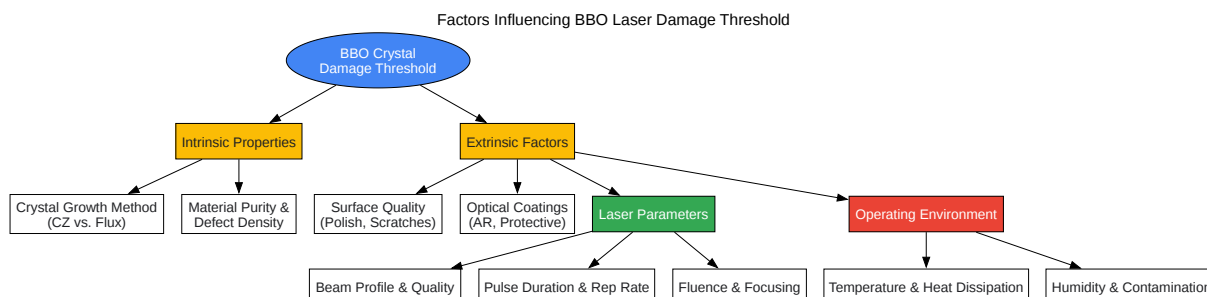 Factors Influencing BBO Laser Damage Threshold
BBO Crystal
Damage Threshold
Intrinsic Properties
Extrinsic Factors
Crystal Growth Method
(CZ vs. Flux)
Material Purity &
Defect Density
Surface Quality
(Polish, Scratches)
Optical Coatings
(AR, Protective)
Laser Parameters
Operating Environment
Beam Profile & Quality
Pulse Duration & Rep Rate
Fluence & Focusing
Temperature & Heat Dissipation
Humidity & Contamination